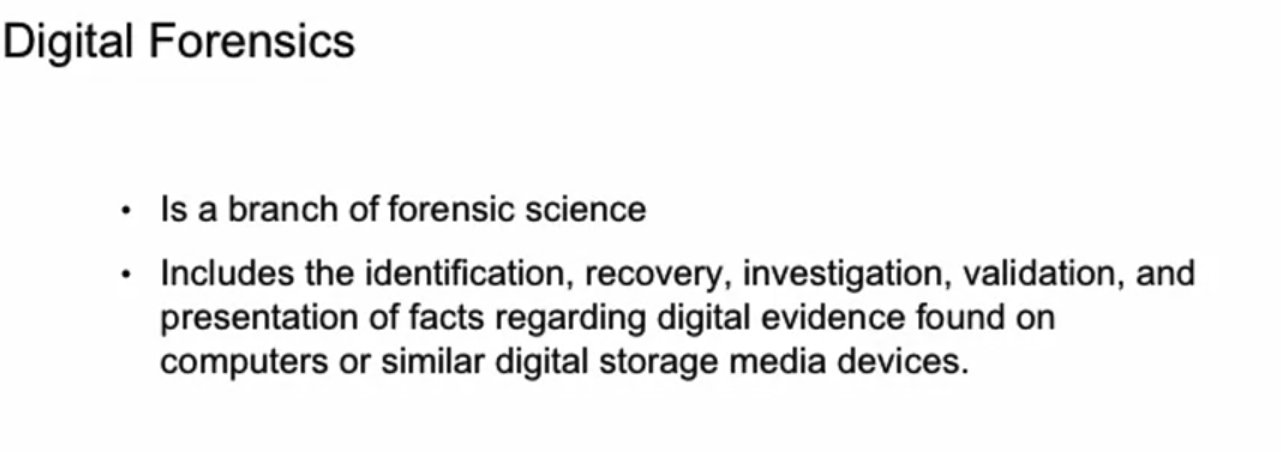 Digital Forensics
• Is a branch of forensic science
• Includes the identification, recovery, investigation, validation, and
presentation of facts regarding digital evidence found on
computers or similar digital storage media devices.